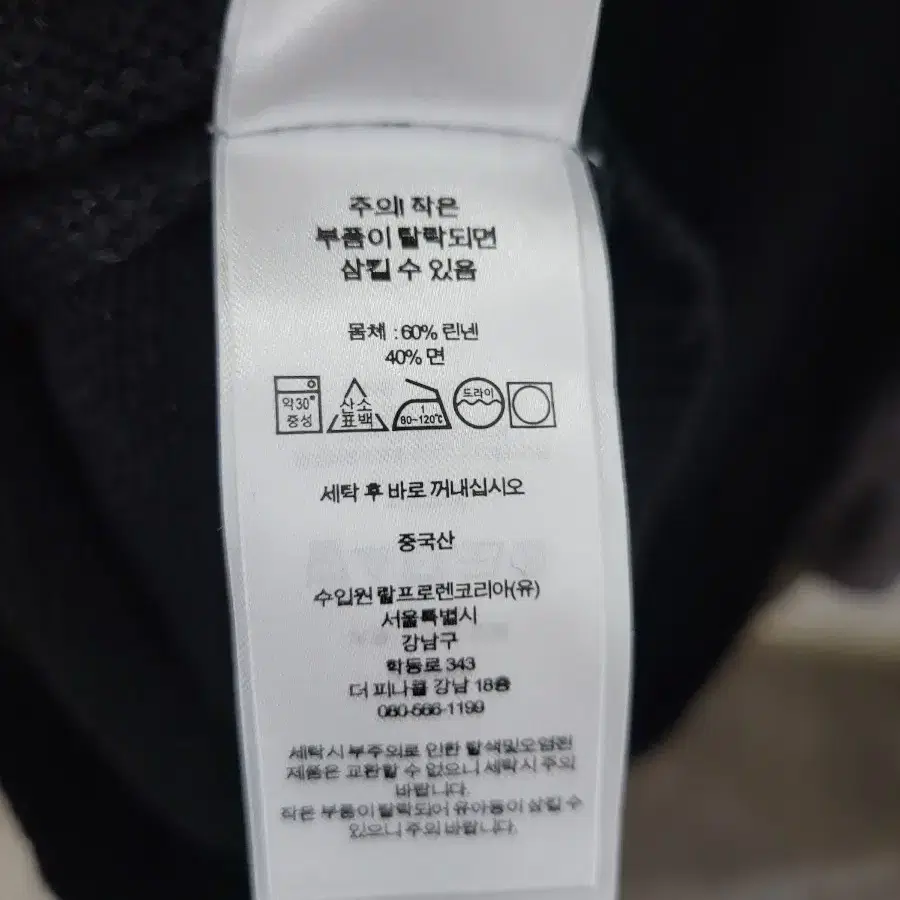 주의! 작은
부품이 탈락되면
삼킬 수 있음
몸체 : 60% 린넨
40% 면
약30°
중성
산소
표백
1
80~120℃
드라이
세탁 후 바로 꺼내십시오
중국산
수입원 랄프로렌코리아(유)
서울특별시
강남구
학동로 343
더 피나클 강남 18층
080-566-1199
세탁시 부주의로 인한 탈색및오염된
제품은 교환할 수 없으니 세탁시 주의
바랍니다.
작은 부품이 탈락되어 유아등이 삼킬 수
있으니 주의 바랍니다.